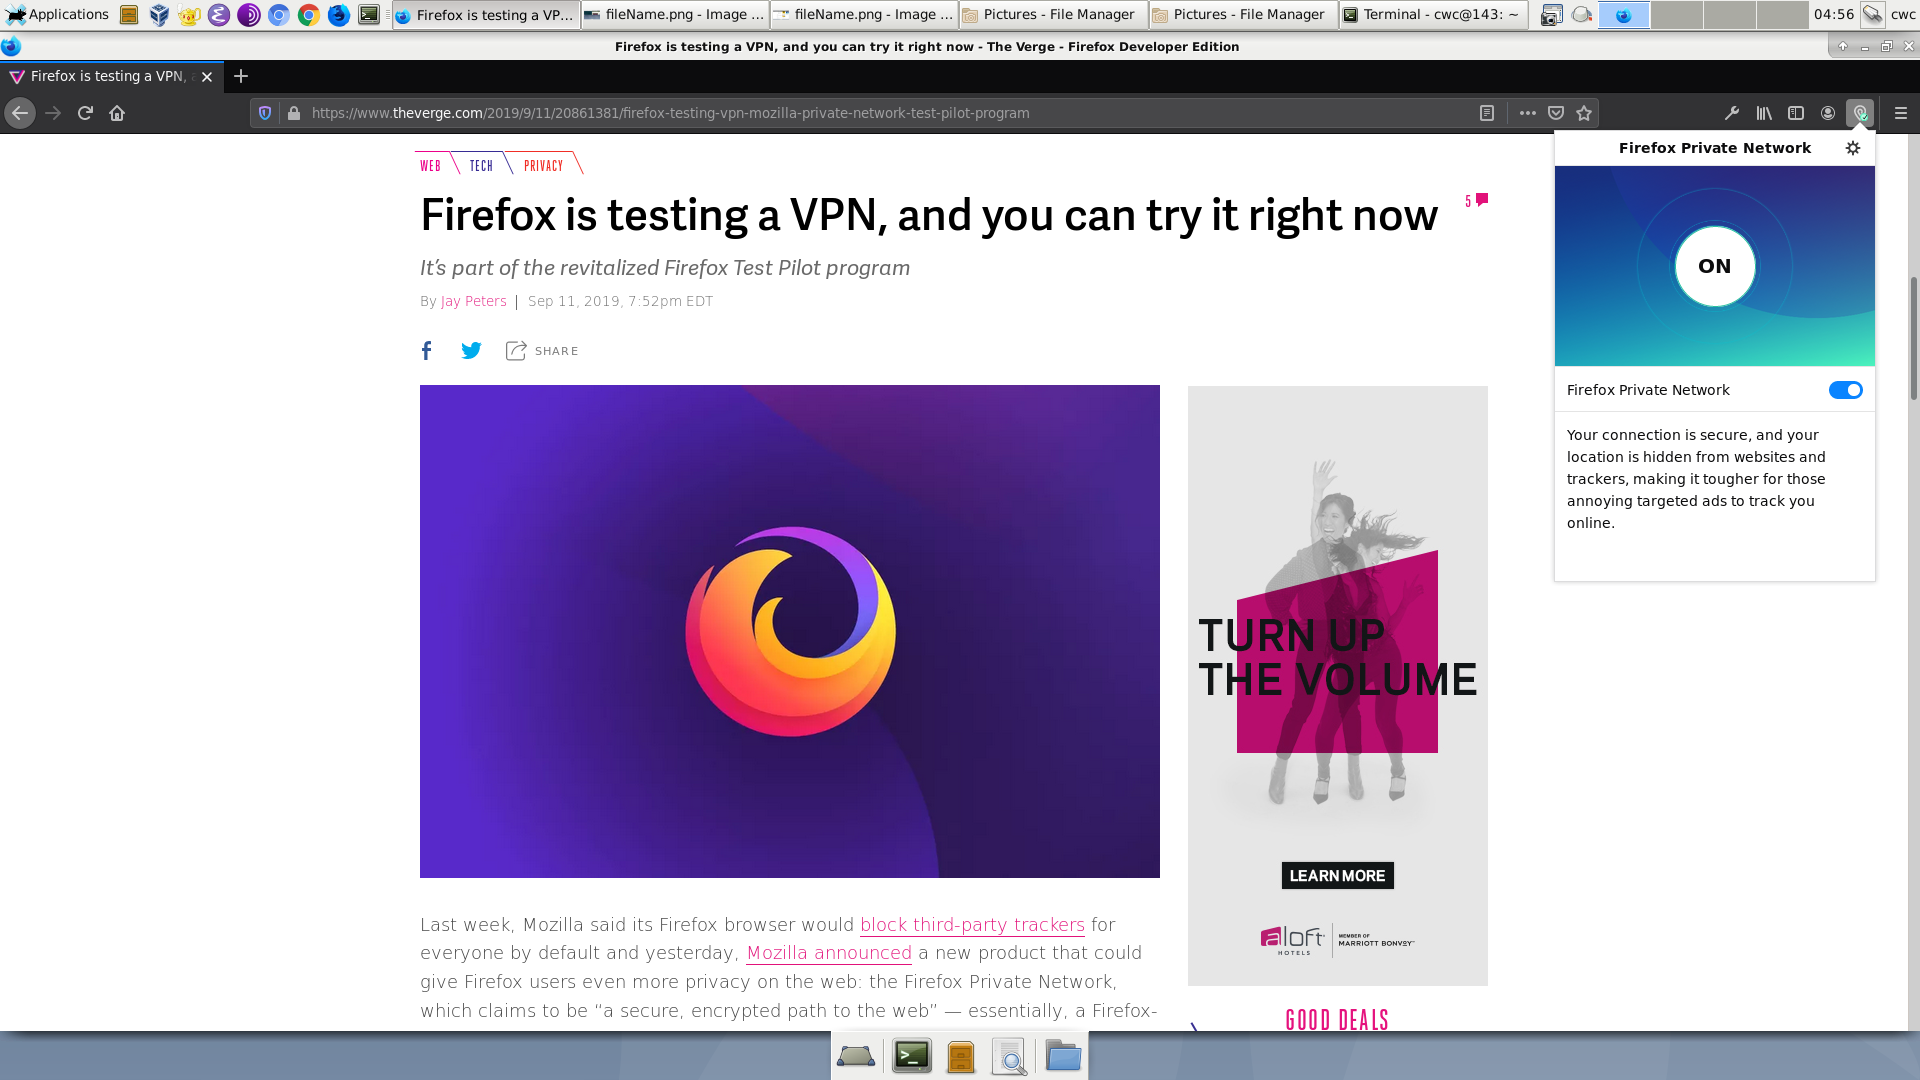 Applications
Firefox is testing a VP...
fileName.png - Image ...
fileName.png - Image ...
Pictures - File Manager
Pictures - File Manager
Terminal - cwc@143: ~
04:56
cwc
Firefox is testing a VPN, and you can try it right now - The Verge - Firefox Developer Edition
Firefox is testing a VPN,
https://www.theverge.com/2019/9/11/20861381/firefox-testing-vpn-mozilla-private-network-test-pilot-program
WEB
TECH
PRIVACY
Firefox is testing a VPN, and you can try it right now
5
It’s part of the revitalized Firefox Test Pilot program
By Jay Peters | Sep 11, 2019, 7:52pm EDT
SHARE
Firefox Private Network
ON
Firefox Private Network
Your connection is secure, and your
location is hidden from websites and
trackers, making it tougher for those
annoying targeted ads to track you
online.
TURN UP
THE VOLUME
LEARN MORE
aloft
HOTELS
MEMBER OF
MARRIOTT BONVOY
Last week, Mozilla said its Firefox browser would block third-party trackers for
everyone by default and yesterday, Mozilla announced a new product that could
give Firefox users even more privacy on the web: the Firefox Private Network,
which claims to be “a secure, encrypted path to the web” — essentially, a Firefox-
GOOD DEALS